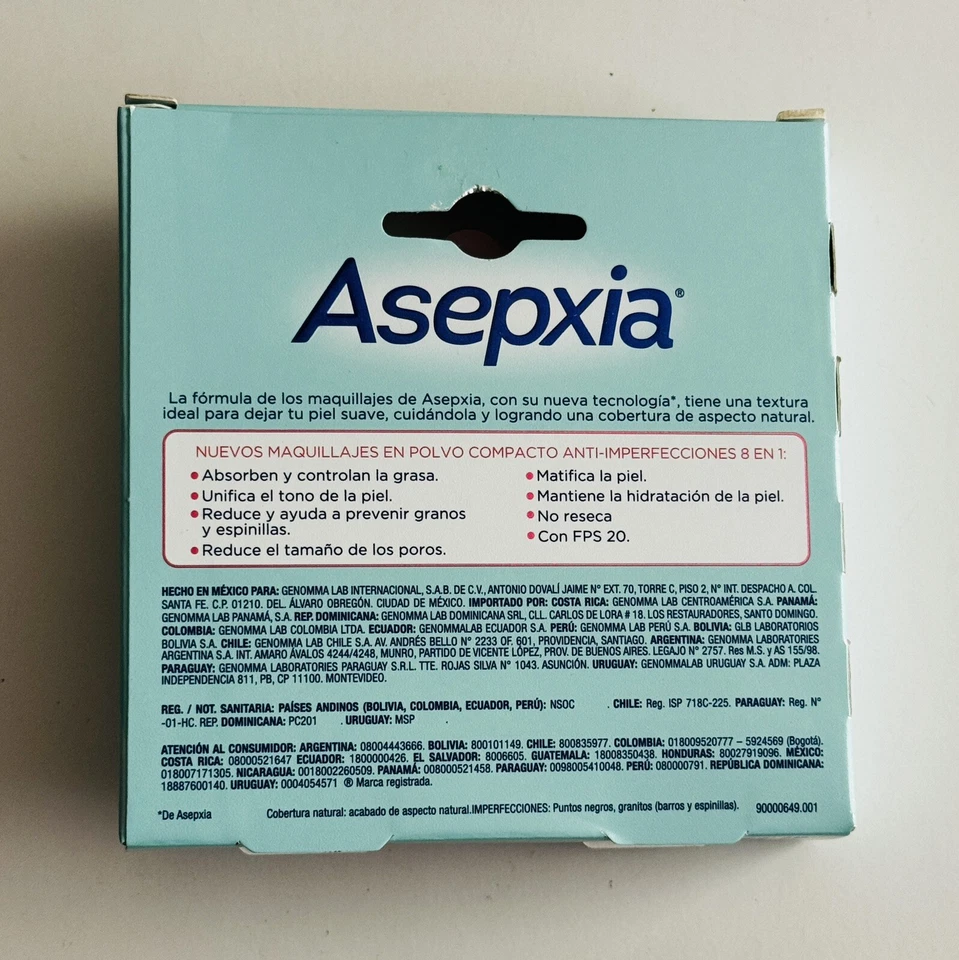 Asepxia®
La fórmula de los maquillajes de Asepxia, con su nueva tecnología*, tiene una textura
ideal para dejar tu piel suave, cuidándola y logrando una cobertura de aspecto natural.
NUEVOS MAQUILLAJES EN POLVO COMPACTO ANTI-IMPERFECCIONES 8 EN 1:
• Absorben y controlan la grasa.
• Unifica el tono de la piel.
• Reduce y ayuda a prevenir granos
y espinillas.
• Reduce el tamaño de los poros.
• Matifica la piel.
• Mantiene la hidratación de la piel.
• No reseca
• Con FPS 20.
HECHO EN MÉXICO PARA: GENOMMA LAB INTERNACIONAL, S.A.B. DE C.V., ANTONIO DOVALÍ JAIME N° EXT. 70, TORRE C, PISO 2, N° INT. DESPACHO A. COL.
SANTA FE. C.P. 01210. DEL. ÁLVARO OBREGÓN. CIUDAD DE MÉXICO. IMPORTADO POR: COSTA RICA: GENOMMA LAB CENTROAMÉRICA S.A. PANAMÁ:
GENOMMA LAB PANAMÁ, S.A. REP. DOMINICANA: GENOMMA LAB DOMINICANA SRL, CLL. CARLOS DE LORA # 18. LOS RESTAURADORES, SANTO DOMINGO.
COLOMBIA: GENOMMA LAB COLOMBIA LTDA. ECUADOR: GENOMMALAB ECUADOR S.A. PERÚ: GENOMMA LAB PERÚ S.A. BOLIVIA: GLB LABORATORIOS
BOLIVIA S.A. CHILE: GENOMMA LAB CHILE S.A. AV. ANDRÉS BELLO N° 2233 OF. 601, PROVIDENCIA, SANTIAGO. ARGENTINA: GENOMMA LABORATORIES
ARGENTINA S.A. INT. AMARO ÁVALOS 4244/4248, MUNRO, PARTIDO DE VICENTE LÓPEZ, PROV. DE BUENOS AIRES. LEGAJO N° 2757. Res M.S. y AS 155/98.
PARAGUAY: GENOMMA LABORATORIES PARAGUAY S.R.L. TTE. ROJAS SILVA N° 1043. ASUNCIÓN. URUGUAY: GENOMMALAB URUGUAY S.A. ADM: PLAZA
INDEPENDENCIA 811, PB, CP 11100. MONTEVIDEO.
REG. / NOT. SANITARIA: PAÍSES ANDINOS (BOLIVIA, COLOMBIA, ECUADOR, PERÚ): NSOC . CHILE: Reg. ISP 718C-225. PARAGUAY: Reg. N°
-01-HC. REP. DOMINICANA: PC201 . URUGUAY: MSP .
ATENCIÓN AL CONSUMIDOR: ARGENTINA: 08004443666. BOLIVIA: 800101149. CHILE: 800835977. COLOMBIA: 018009520777 – 5924569 (Bogotá).
COSTA RICA: 08000521647 ECUADOR: 1800000426. EL SALVADOR: 8006605. GUATEMALA: 18008350438. HONDURAS: 80027919096. MÉXICO:
018007171305. NICARAGUA: 0018002260509. PANAMÁ: 008000521458. PARAGUAY: 0098005410048. PERÚ: 080000791. REPÚBLICA DOMINICANA:
18887600140. URUGUAY: 0004054571 ® Marca registrada.
*De Asepxia Cobertura natural: acabado de aspecto natural.IMPERFECCIONES: Puntos negros, granitos (barros y espinillas). 90000649.001